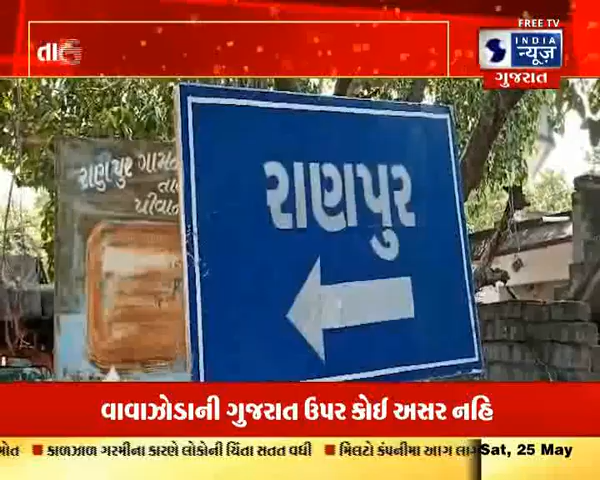 FREE TV
INDIA
न्यूज़
ગુજરાત
રાણપુર ગામન
તા
પીવાન
રાણપુર
વાવાઝોડાની ગુજરાત ઉપર કોઈ અસર નહિ
મોત ■ કાળઝાળ ગરમીના કારણે લોકોની ચિંતા સતત વધી ■ મિલટો કંપનીમા આગ લાગ Sat, 25 May